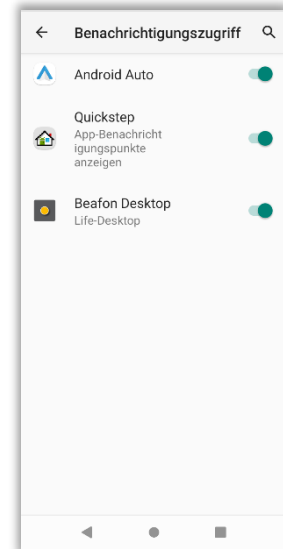 Benachrichtigungszugriff
Android Auto
Quickstep
App-Benachricht
igungspunkte
anzeigen
Beafon Desktop
Life-Desktop